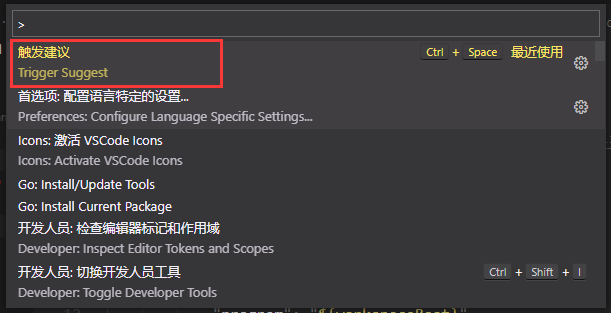 >
触发建议 Ctrl + Space 最近使用
Trigger Suggest
首选项: 配置语言特定的设置...
Preferences: Configure Language Specific Settings...
Icons: 激活 VSCode Icons
Icons: Activate VSCode Icons
Go: Install/Update Tools
Go: Install Current Package
开发人员: 检查编辑器标记和作用域
Developer: Inspect Editor Tokens and Scopes
开发人员: 切换开发人员工具 Ctrl + Shift + I
Developer: Toggle Developer Tools